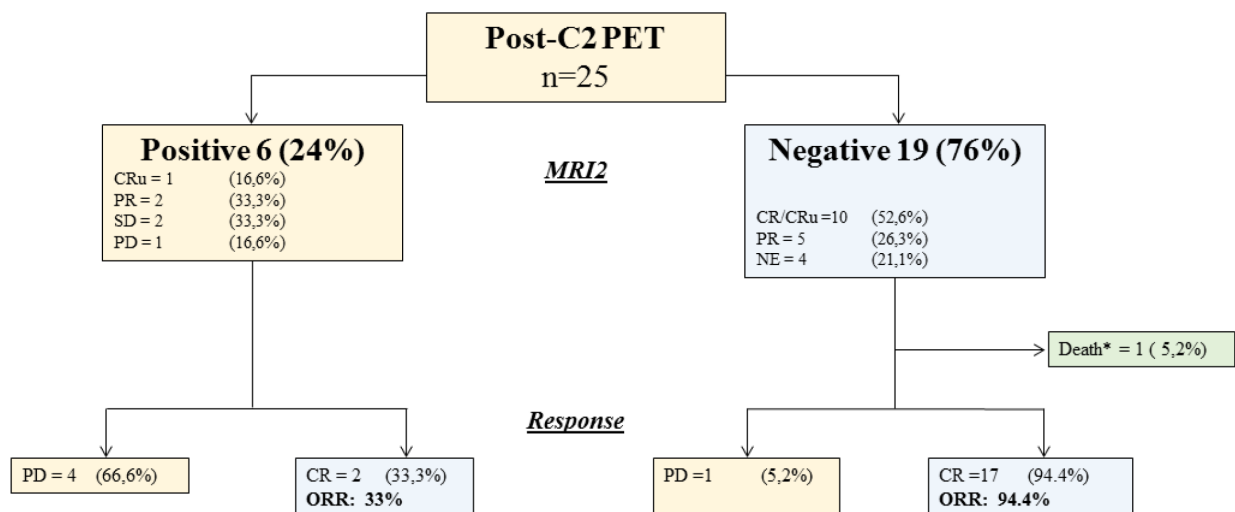 Post-C2 PET
n=25
Positive 6 (24%)
CRu = 1 (16,6%)
PR = 2 (33,3%)
SD = 2 (33,3%)
PD = 1 (16,6%)
MRI2
Negative 19 (76%)
CR/CRu =10 (52,6%)
PR = 5 (26,3%)
NE = 4 (21,1%)
Death* = 1 ( 5,2%)
Response
PD = 4 (66,6%)
CR = 2 (33,3%)
ORR: 33%
PD =1 (5,2%)
CR =17 (94.4%)
ORR: 94.4%